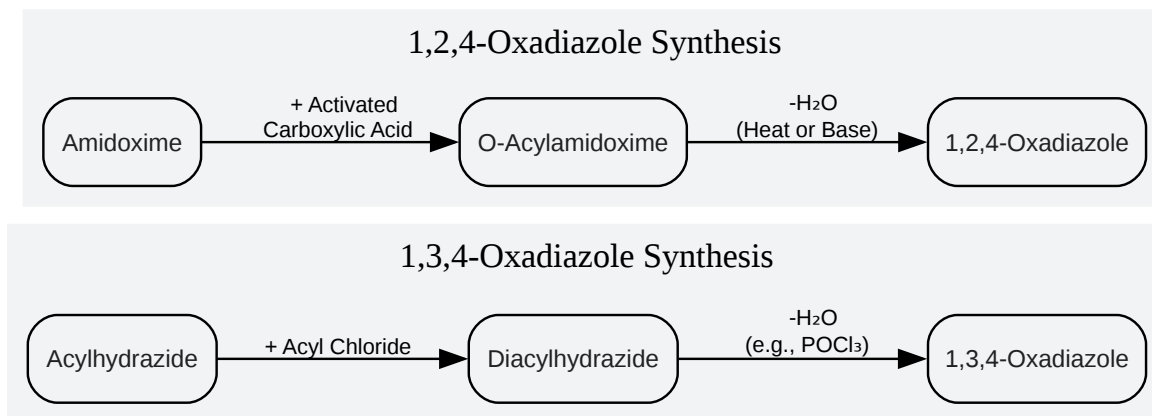 1,2,4-Oxadiazole Synthesis
Amidoxime
+ Activated
Carboxylic Acid
O-Acylamidoxime
-H₂O
(Heat or Base)
1,2,4-Oxadiazole
1,3,4-Oxadiazole Synthesis
Acylhydrazide
+ Acyl Chloride
Diacylhydrazide
-H₂O
(e.g., POCl₃)
1,3,4-Oxadiazole